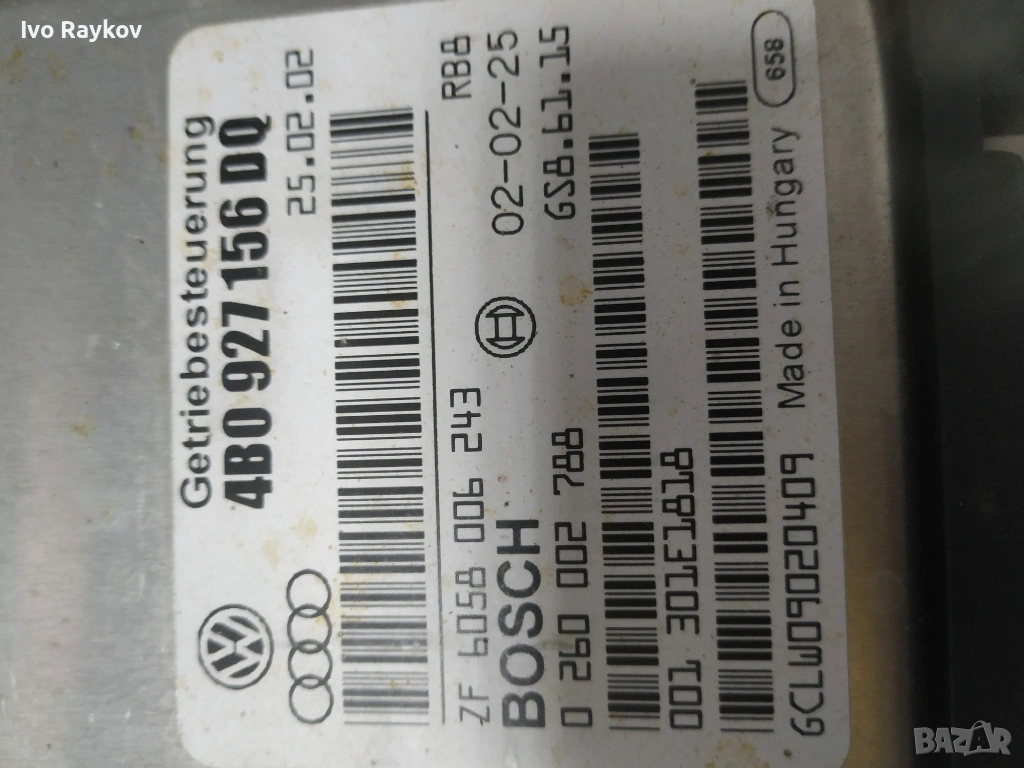 Ivo Raykov
Getriebesteuerung
4B0 927 156 DQ
25.02.02
ZF 6058 006 243 RB8
BOSCH 02-02-25
0 260 002 788 GS8.61.15
001 301E1818
GCLW09020409 Made in Hungary 658
BAZAR